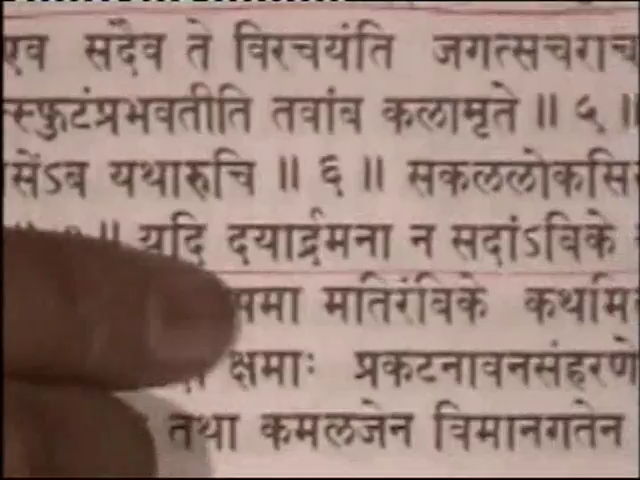 एव सदैव ते विरचयंति जगत्सचराच
त्स्फुटंप्रभवतीति तवांब कलामृते ॥ ५ ॥
सेंऽब यथारुचि ॥ ६ ॥ सकललोकसि
॥ यदि दयार्द्रमना न सदांऽबिके
समा मतिरंबिके कथमि
क्षमाः प्रकटनावनसंहरणे
तथा कमलजेन विमानगतेन